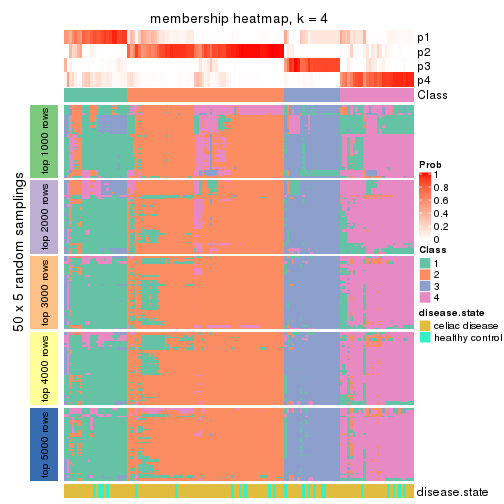 membership heatmap, k = 4
p1
p2
p3
p4
Class
50 x 5 random samplings
top 1000 rows
top 2000 rows
top 3000 rows
top 4000 rows
top 5000 rows
Prob
1
0.8
0.6
0.4
0.2
0
Class
1
2
3
4
disease.state
celiac disease
healthy control
disease.state